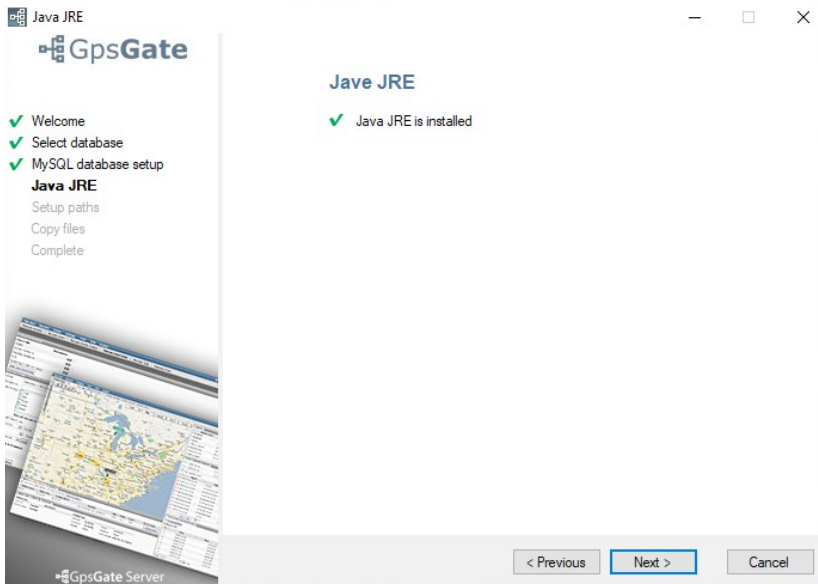 Java JRE
GpsGate
Welcome
Select database
MySQL database setup
Java JRE
Setup paths
Copy files
Complete
GpsGate Server
Jave JRE
Java JRE is installed
< Previous
Next >
Cancel